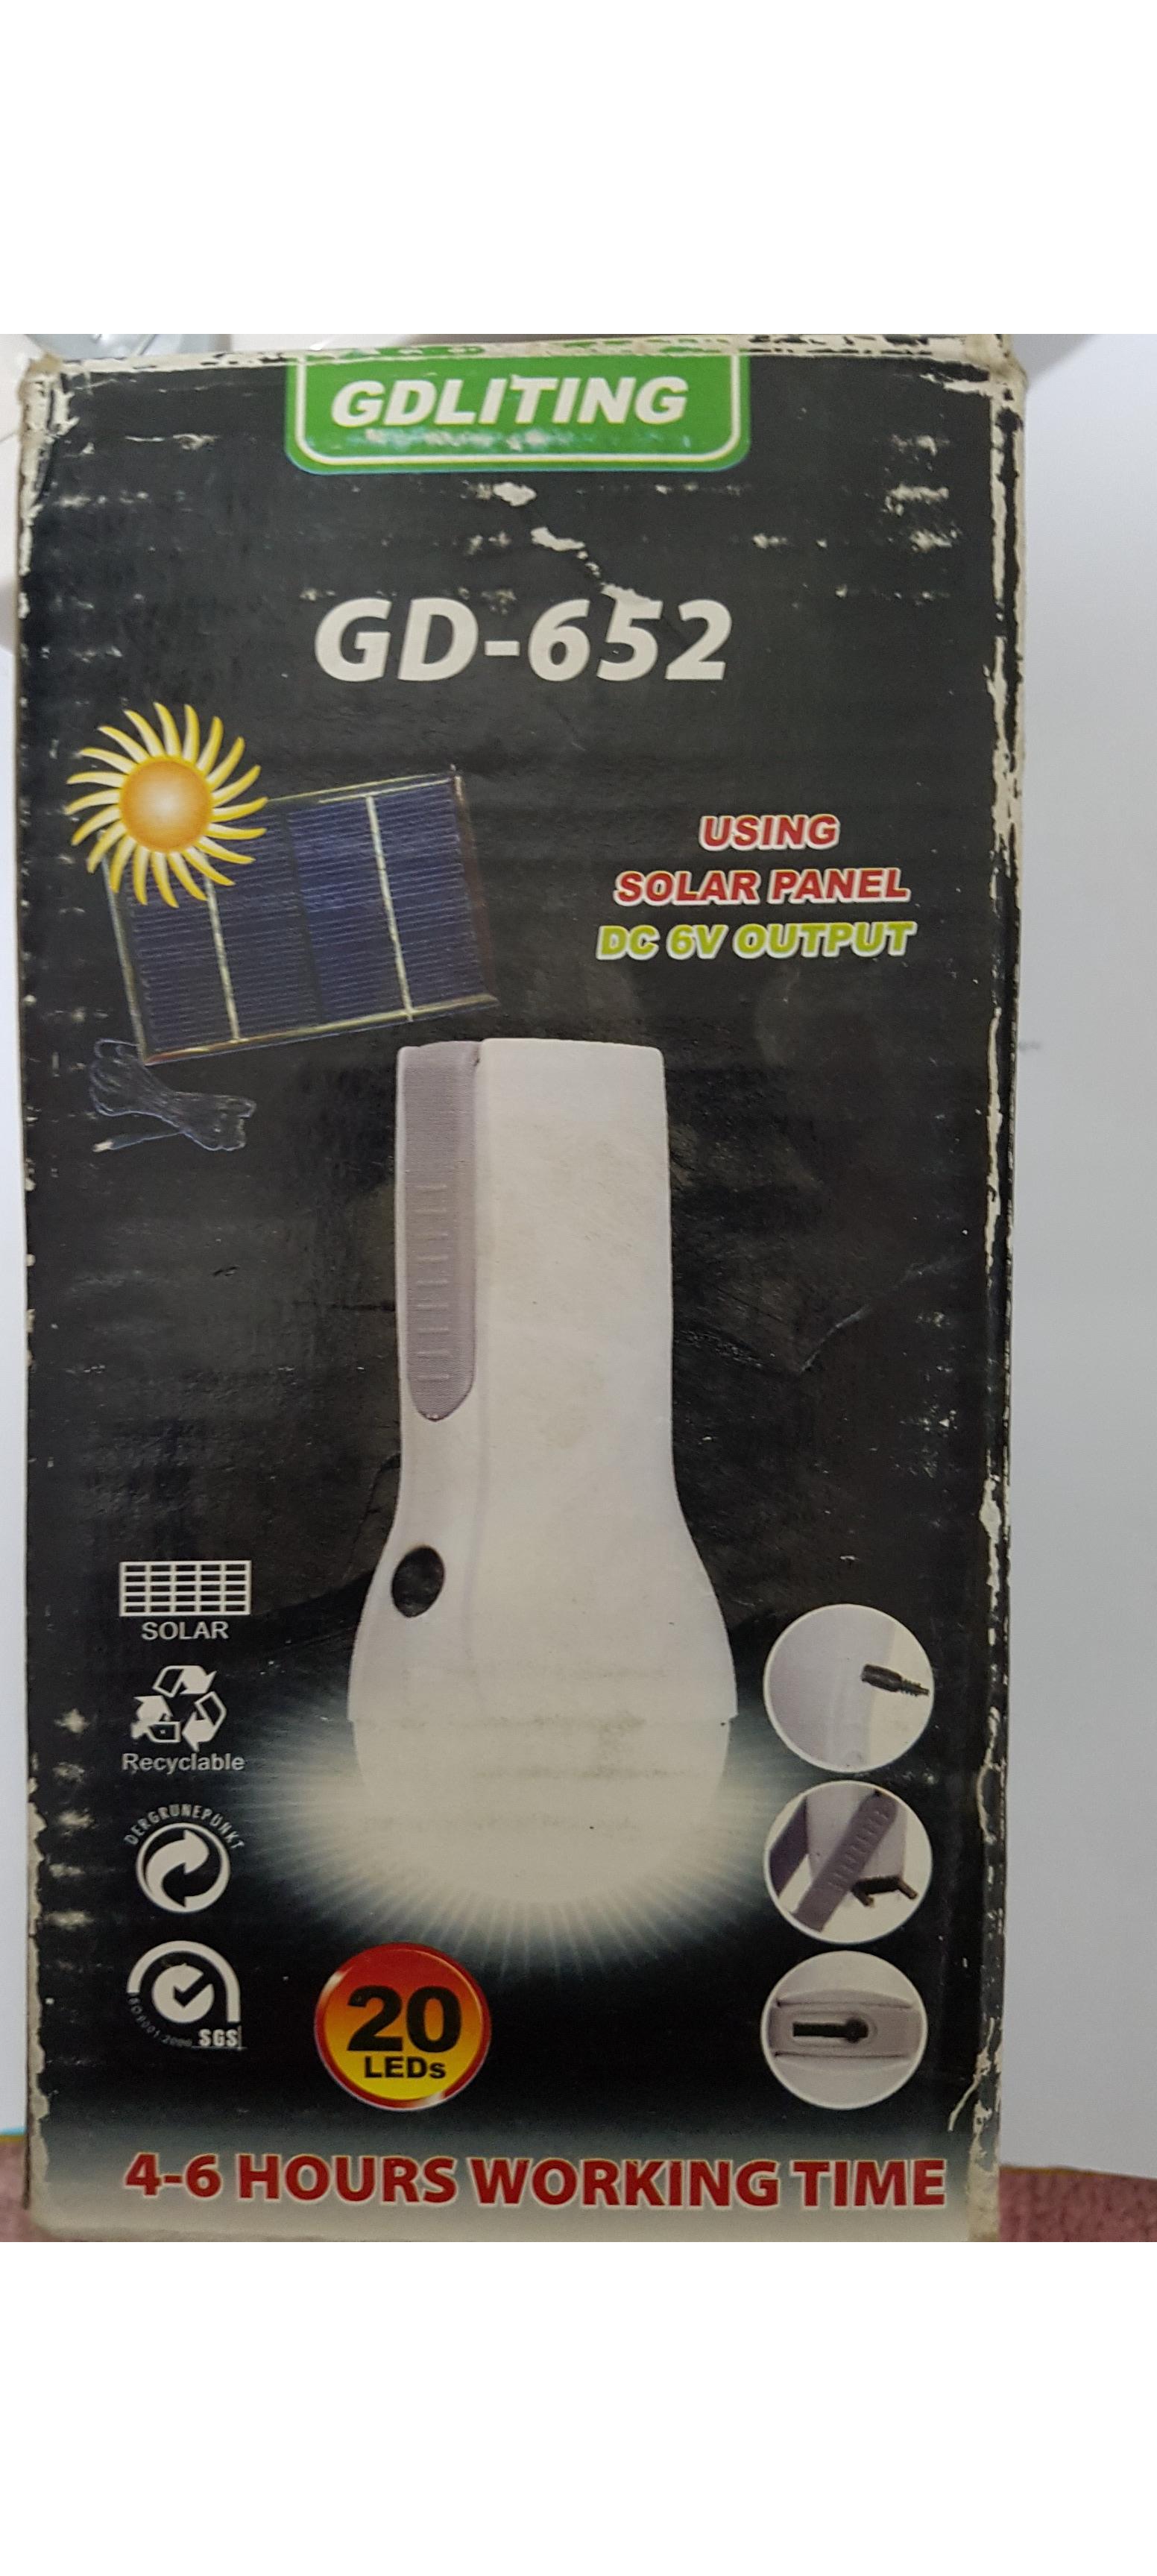 GDLITING
GD-652
USING
SOLAR PANEL
DC 6V OUTPUT
SOLAR
Recyclable
DERGRUNEPUNKT
SGS
20
LEDs
4-6 HOURS WORKING TIME